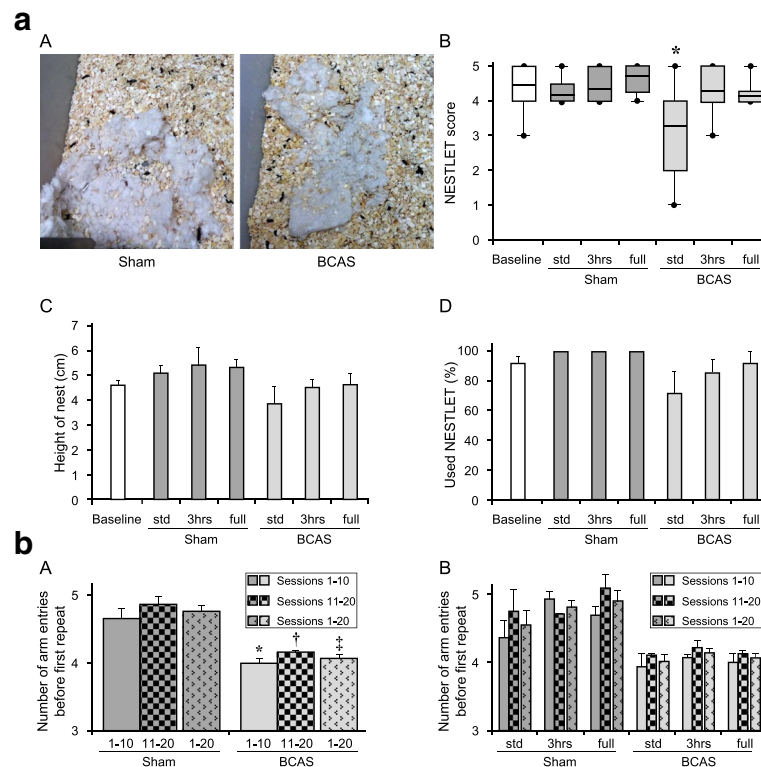 a
A
Sham
BCAS
B
NESTLET score
5
4
3
2
1
0
*
Baseline
std
3hrs
full
std
3hrs
full
Sham
BCAS
C
Height of nest (cm)
7
6
5
4
3
2
1
0
Baseline
std
3hrs
full
std
3hrs
full
Sham
BCAS
D
Used NESTLET (%)
100
80
60
40
20
0
Baseline
std
3hrs
full
std
3hrs
full
Sham
BCAS
b
A
Number of arm entries
before first repeat
5
4
3
Sessions 1-10
Sessions 11-20
Sessions 1-20
*
†
‡
1-10
11-20
1-20
1-10
11-20
1-20
Sham
BCAS
B
Number of arm entries
before first repeat
5
4
3
Sessions 1-10
Sessions 11-20
Sessions 1-20
std
3hrs
full
std
3hrs
full
Sham
BCAS